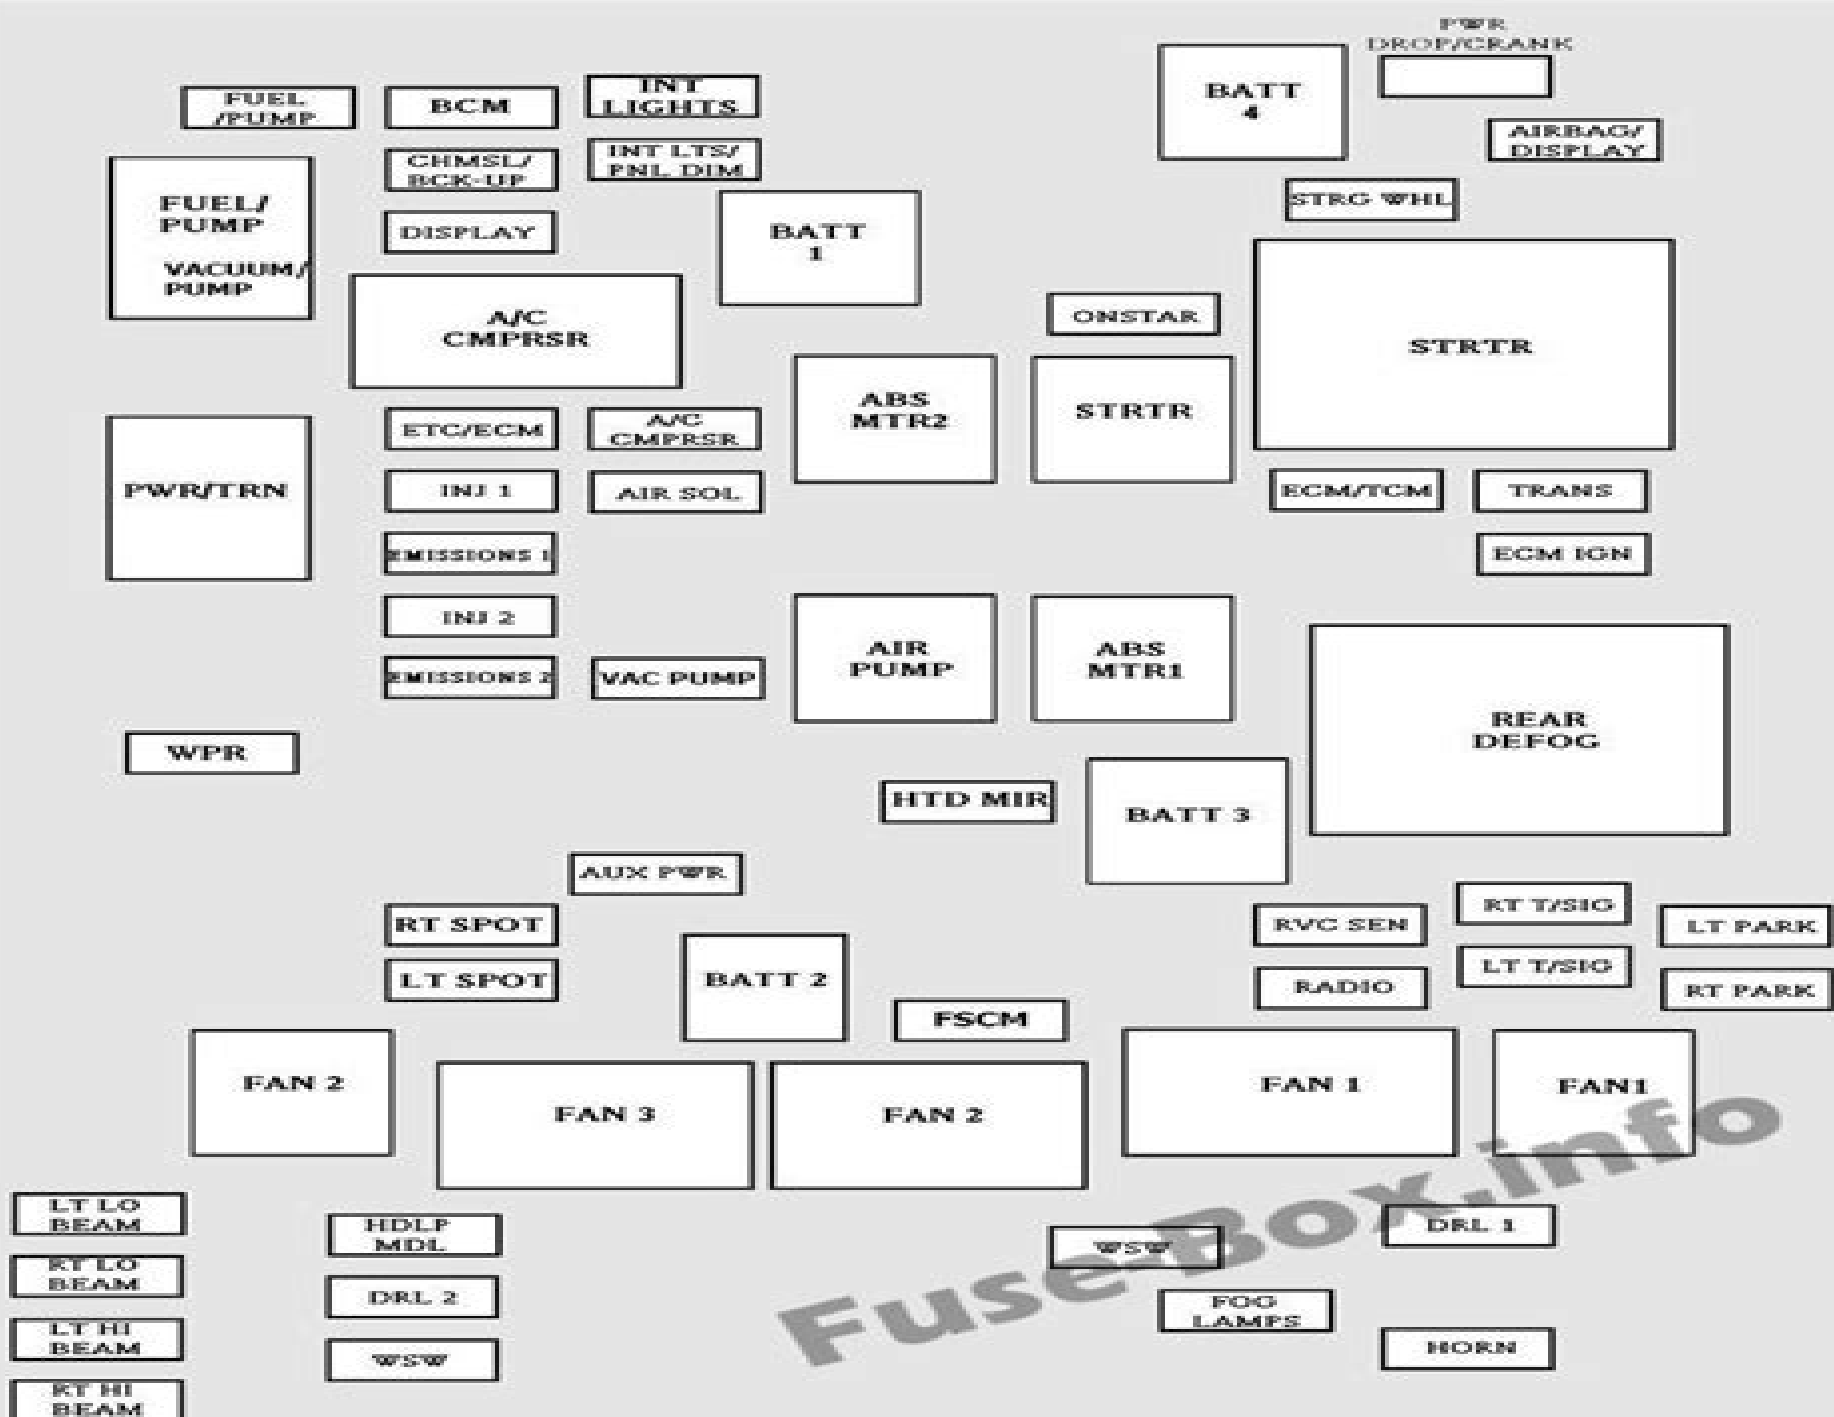 PWR
DROP/CRANK
BATT
4
FUEL
/PUMP
BCM
INT
LIGHTS
AIRBAG/
DISPLAY
CHMSL/
BCK-UP
INT LTS/
PNL DIM
STRG WHL
FUEL/
PUMP
VACUUM/
PUMP
DISPLAY
BATT
1
A/C
CMPRSR
ONSTAR
STRTR
ABS
MTR2
STRTR
ETC/ECM
A/C
CMPRSR
PWR/TRN
INJ 1
AIR SOL
ECM/TCM
TRANS
EMISSIONS 1
ECM IGN
INJ 2
AIR
PUMP
ABS
MTR1
EMISSIONS 2
VAC PUMP
REAR
DEFOG
WPR
HTD MIR
BATT 3
AUX PWR
RT SPOT
RVC SEN
RT T/SIG
LT PARK
LT SPOT
BATT 2
RADIO
LT T/SIG
RT PARK
FSCM
FAN 2
FAN 3
FAN 2
FAN 1
FAN1
LT LO
BEAM
HDLP
MDL
WSW
DRL 1
RT LO
BEAM
DRL 2
FOG
LAMPS
LT HI
BEAM
WSW
HORN
RT HI
BEAM
Fuse-Box.info